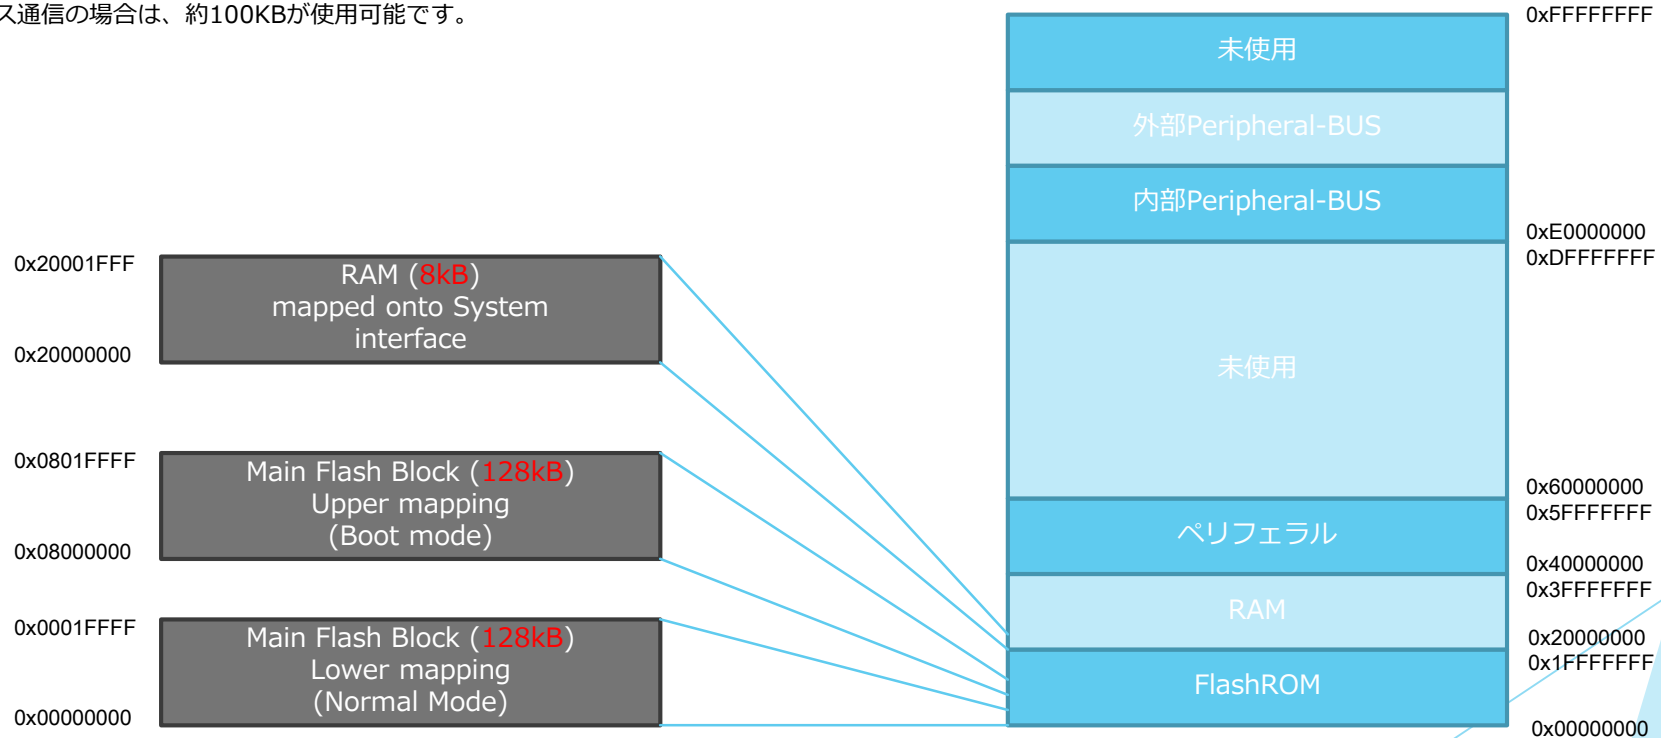 ス通信の場合は、約100KBが使用可能です。
0x20001FFF
RAM (8kB)
mapped onto System
interface
0x20000000
0x0801FFFF
Main Flash Block (128kB)
Upper mapping
(Boot mode)
0x08000000
0x0001FFFF
Main Flash Block (128kB)
Lower mapping
(Normal Mode)
0x00000000
0xFFFFFFFF
未使用
外部Peripheral-BUS
内部Peripheral-BUS
0xE0000000
0xDFFFFFFF
未使用
0x60000000
0x5FFFFFFF
ペリフェラル
0x40000000
0x3FFFFFFF
RAM
0x20000000
0x1FFFFFFF
FlashROM
0x00000000